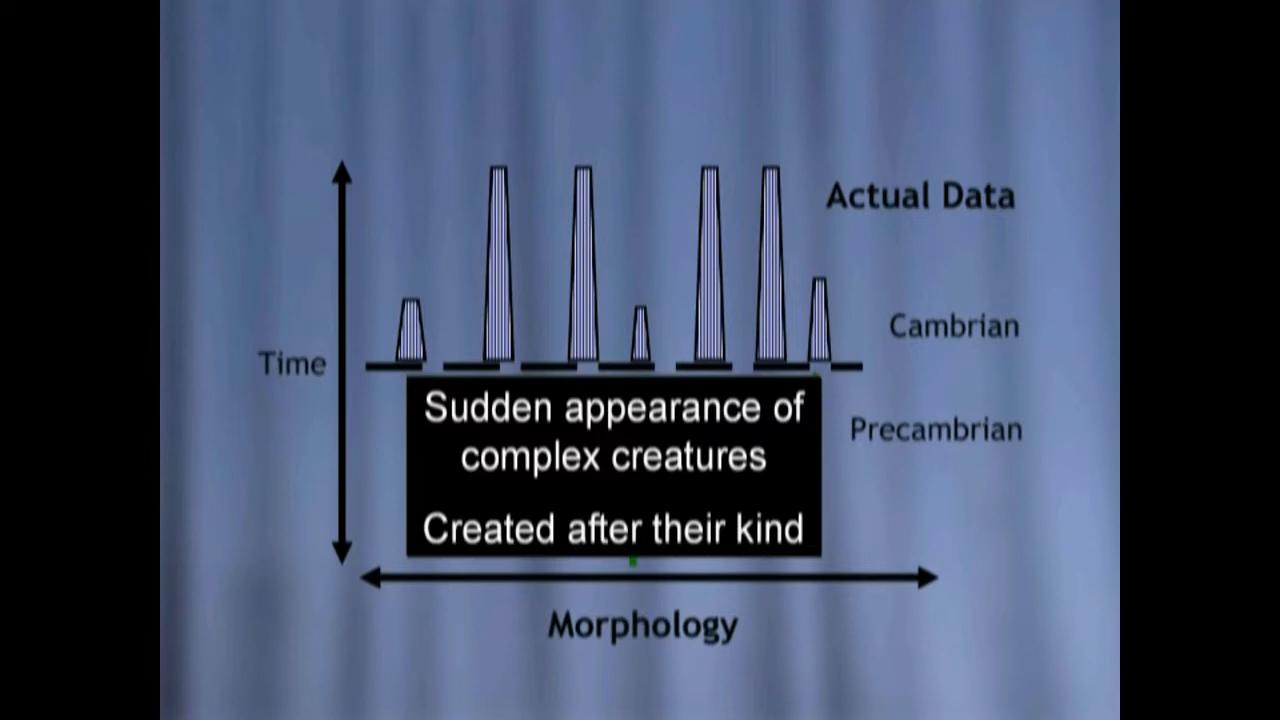 Actual Data
Cambrian
Time
Sudden appearance of
complex creatures
Precambrian
Created after their kind
Morphology